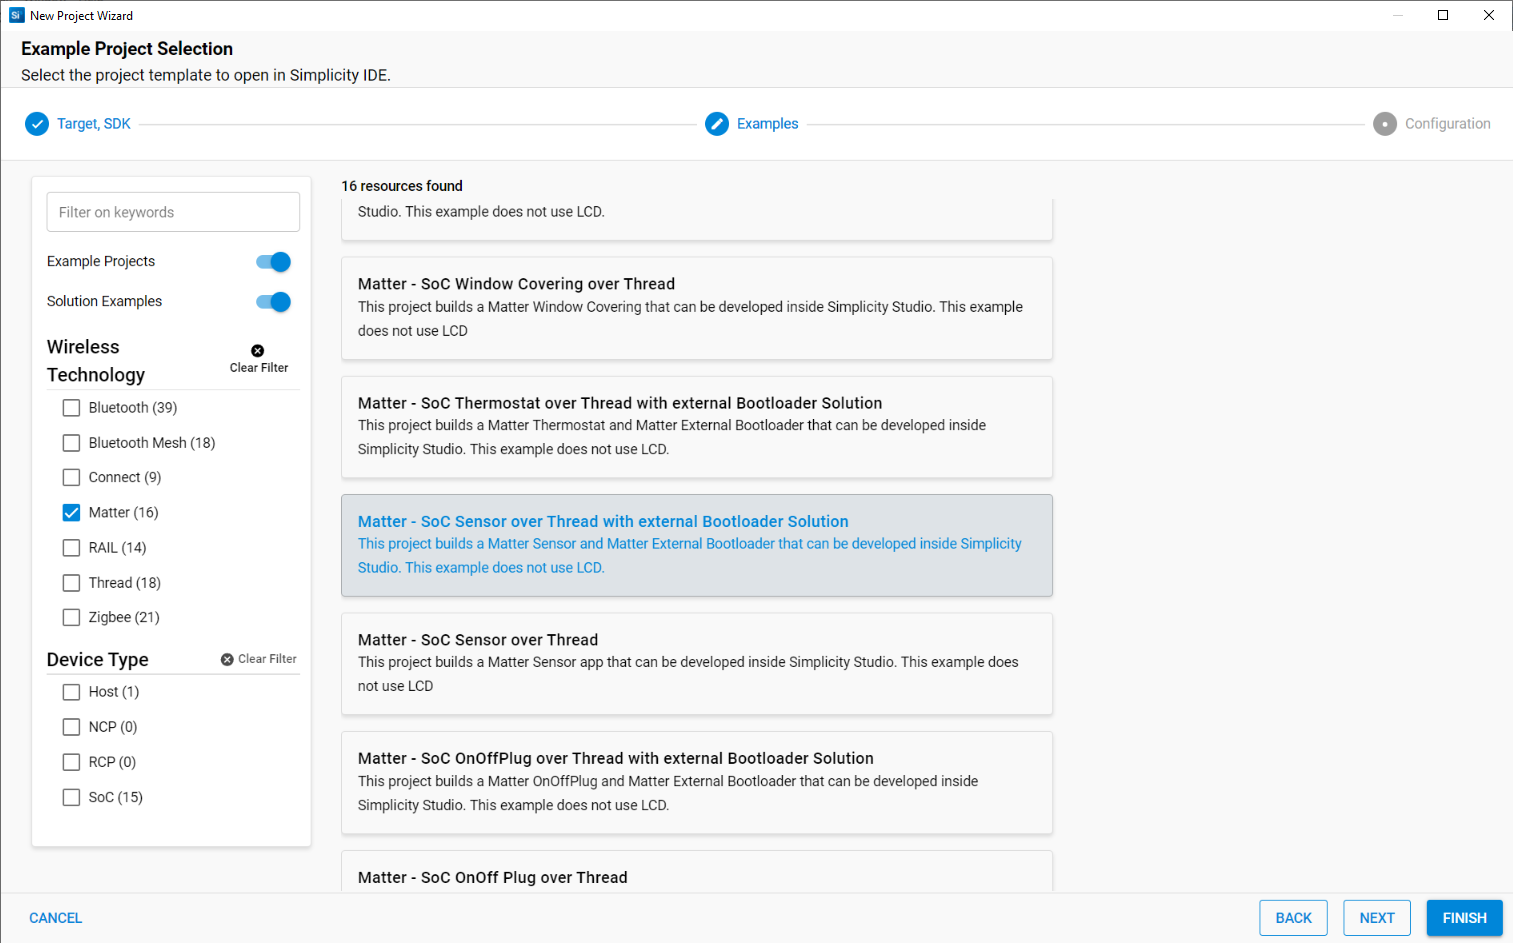 Si New Project Wizard
Example Project Selection
Select the project template to open in Simplicity IDE.
Target, SDK
Examples
Configuration
Filter on keywords
Example Projects
Solution Examples
Wireless
Technology
Clear Filter
Bluetooth (39)
Bluetooth Mesh (18)
Connect (9)
Matter (16)
RAIL (14)
Thread (18)
Zigbee (21)
Device Type
Clear Filter
Host (1)
NCP (0)
RCP (0)
SoC (15)
16 resources found
Studio. This example does not use LCD.
Matter - SoC Window Covering over Thread
This project builds a Matter Window Covering that can be developed inside Simplicity Studio. This example
does not use LCD
Matter - SoC Thermostat over Thread with external Bootloader Solution
This project builds a Matter Thermostat and Matter External Bootloader that can be developed inside
Simplicity Studio. This example does not use LCD.
Matter - SoC Sensor over Thread with external Bootloader Solution
This project builds a Matter Sensor and Matter External Bootloader that can be developed inside Simplicity
Studio. This example does not use LCD.
Matter - SoC Sensor over Thread
This project builds a Matter Sensor app that can be developed inside Simplicity Studio. This example does
not use LCD
Matter - SoC OnOffPlug over Thread with external Bootloader Solution
This project builds a Matter OnOffPlug and Matter External Bootloader that can be developed inside
Simplicity Studio. This example does not use LCD.
Matter - SoC OnOff Plug over Thread
CANCEL
BACK
NEXT
FINISH